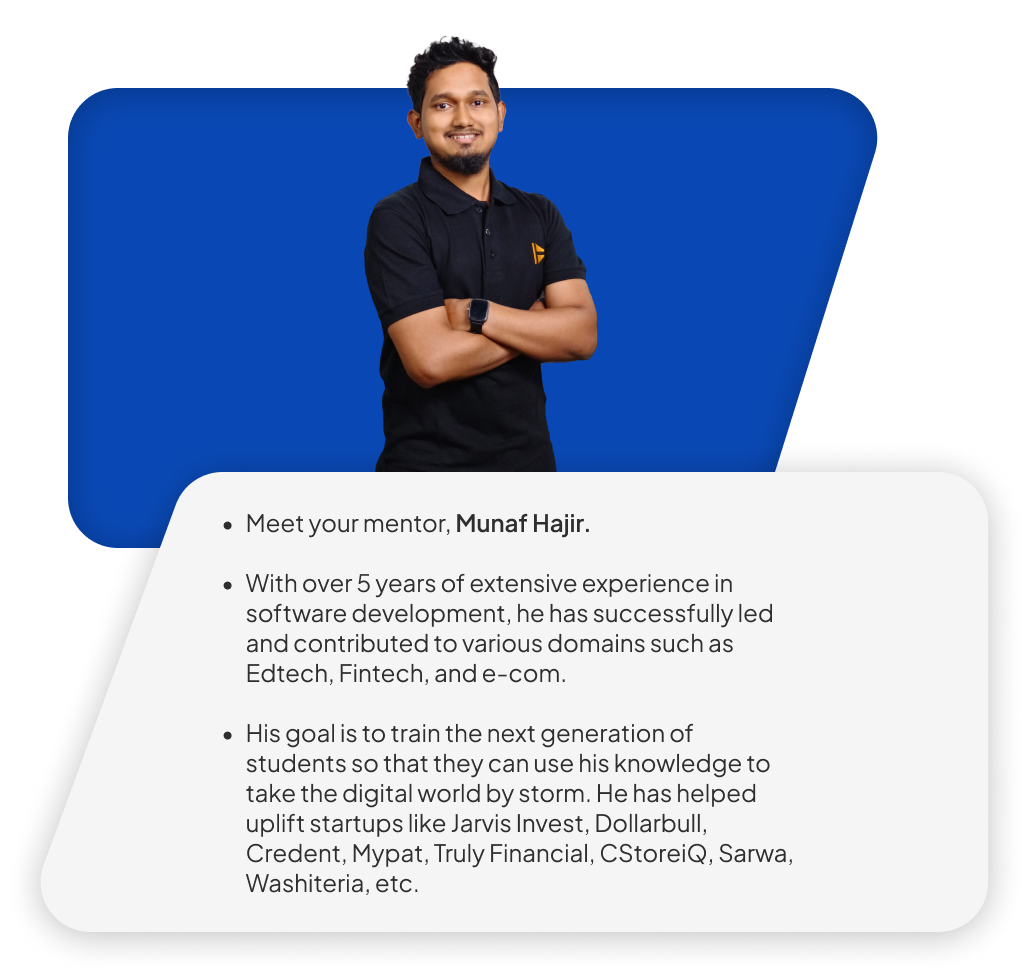 • Meet your mentor, Munaf Hajir.
• With over 5 years of extensive experience in
software development, he has successfully led
and contributed to various domains such as
Edtech, Fintech, and e-com.
• His goal is to train the next generation of
students so that they can use his knowledge to
take the digital world by storm. He has helped
uplift startups like Jarvis Invest, Dollarbull,
Credent, Mypat, Truly Financial, CStoreiQ, Sarwa,
Washiteria, etc.